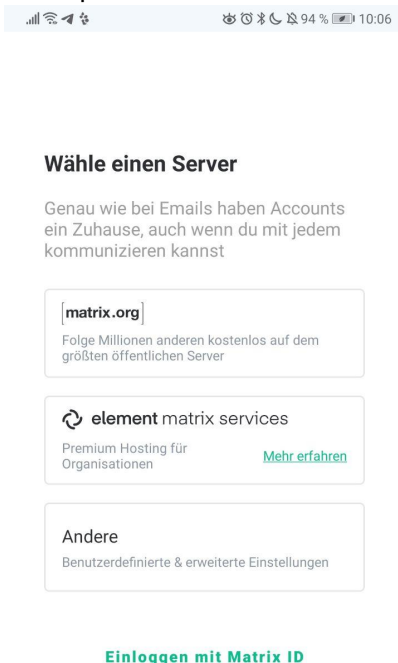 94 % 10:06
Wähle einen Server
Genau wie bei Emails haben Accounts
ein Zuhause, auch wenn du mit jedem
kommunizieren kannst
[matrix.org]
Folge Millionen anderen kostenlos auf dem
größten öffentlichen Server
element matrix services
Premium Hosting für
Organisationen
Mehr erfahren
Andere
Benutzerdefinierte & erweiterte Einstellungen
Einloggen mit Matrix ID